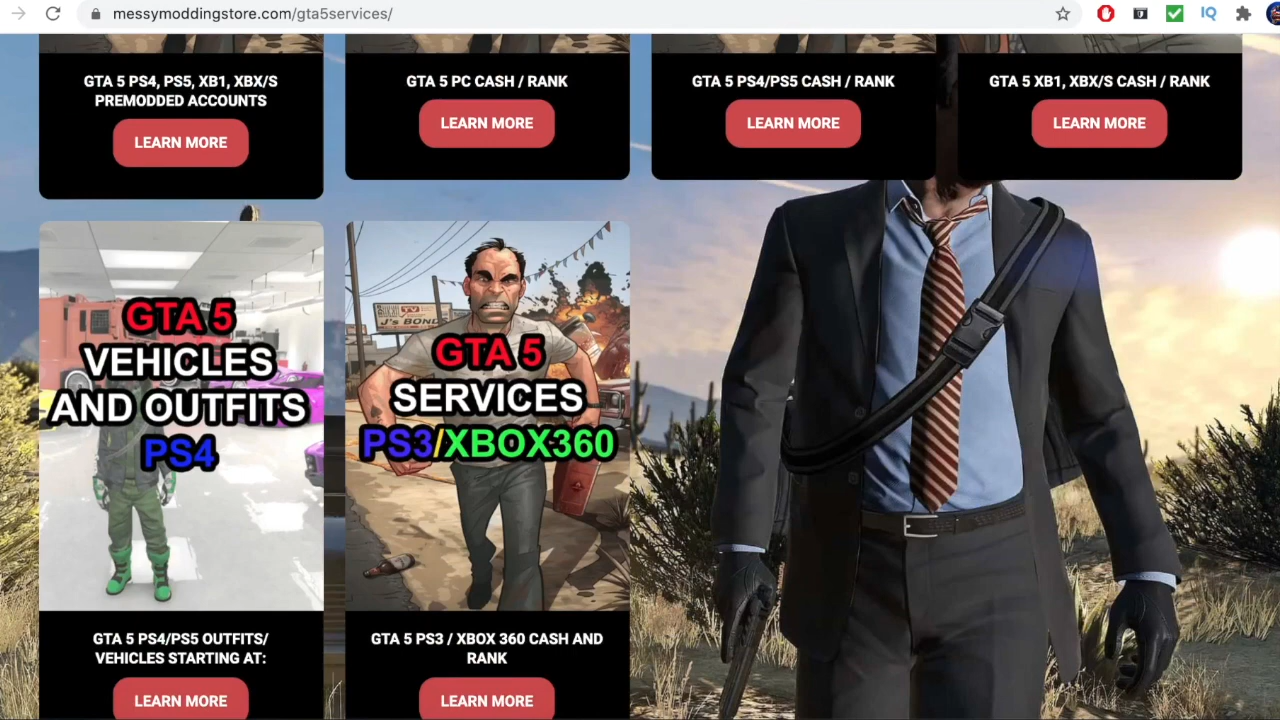 messymoddingstore.com/gta5services/
GTA 5 PS4, PS5, XB1, XBX/S
PREMODDED ACCOUNTS
LEARN MORE
GTA 5 PC CASH / RANK
LEARN MORE
GTA 5 PS4/PS5 CASH / RANK
LEARN MORE
GTA 5 XB1, XBX/S CASH / RANK
LEARN MORE
GTA 5
VEHICLES
AND OUTFITS
PS4
GTA 5 PS4/PS5 OUTFITS/
VEHICLES STARTING AT:
LEARN MORE
TV
J's BOND
GTA 5
SERVICES
PS3/XBOX360
GTA 5 PS3 / XBOX 360 CASH AND
RANK
LEARN MORE
IQ